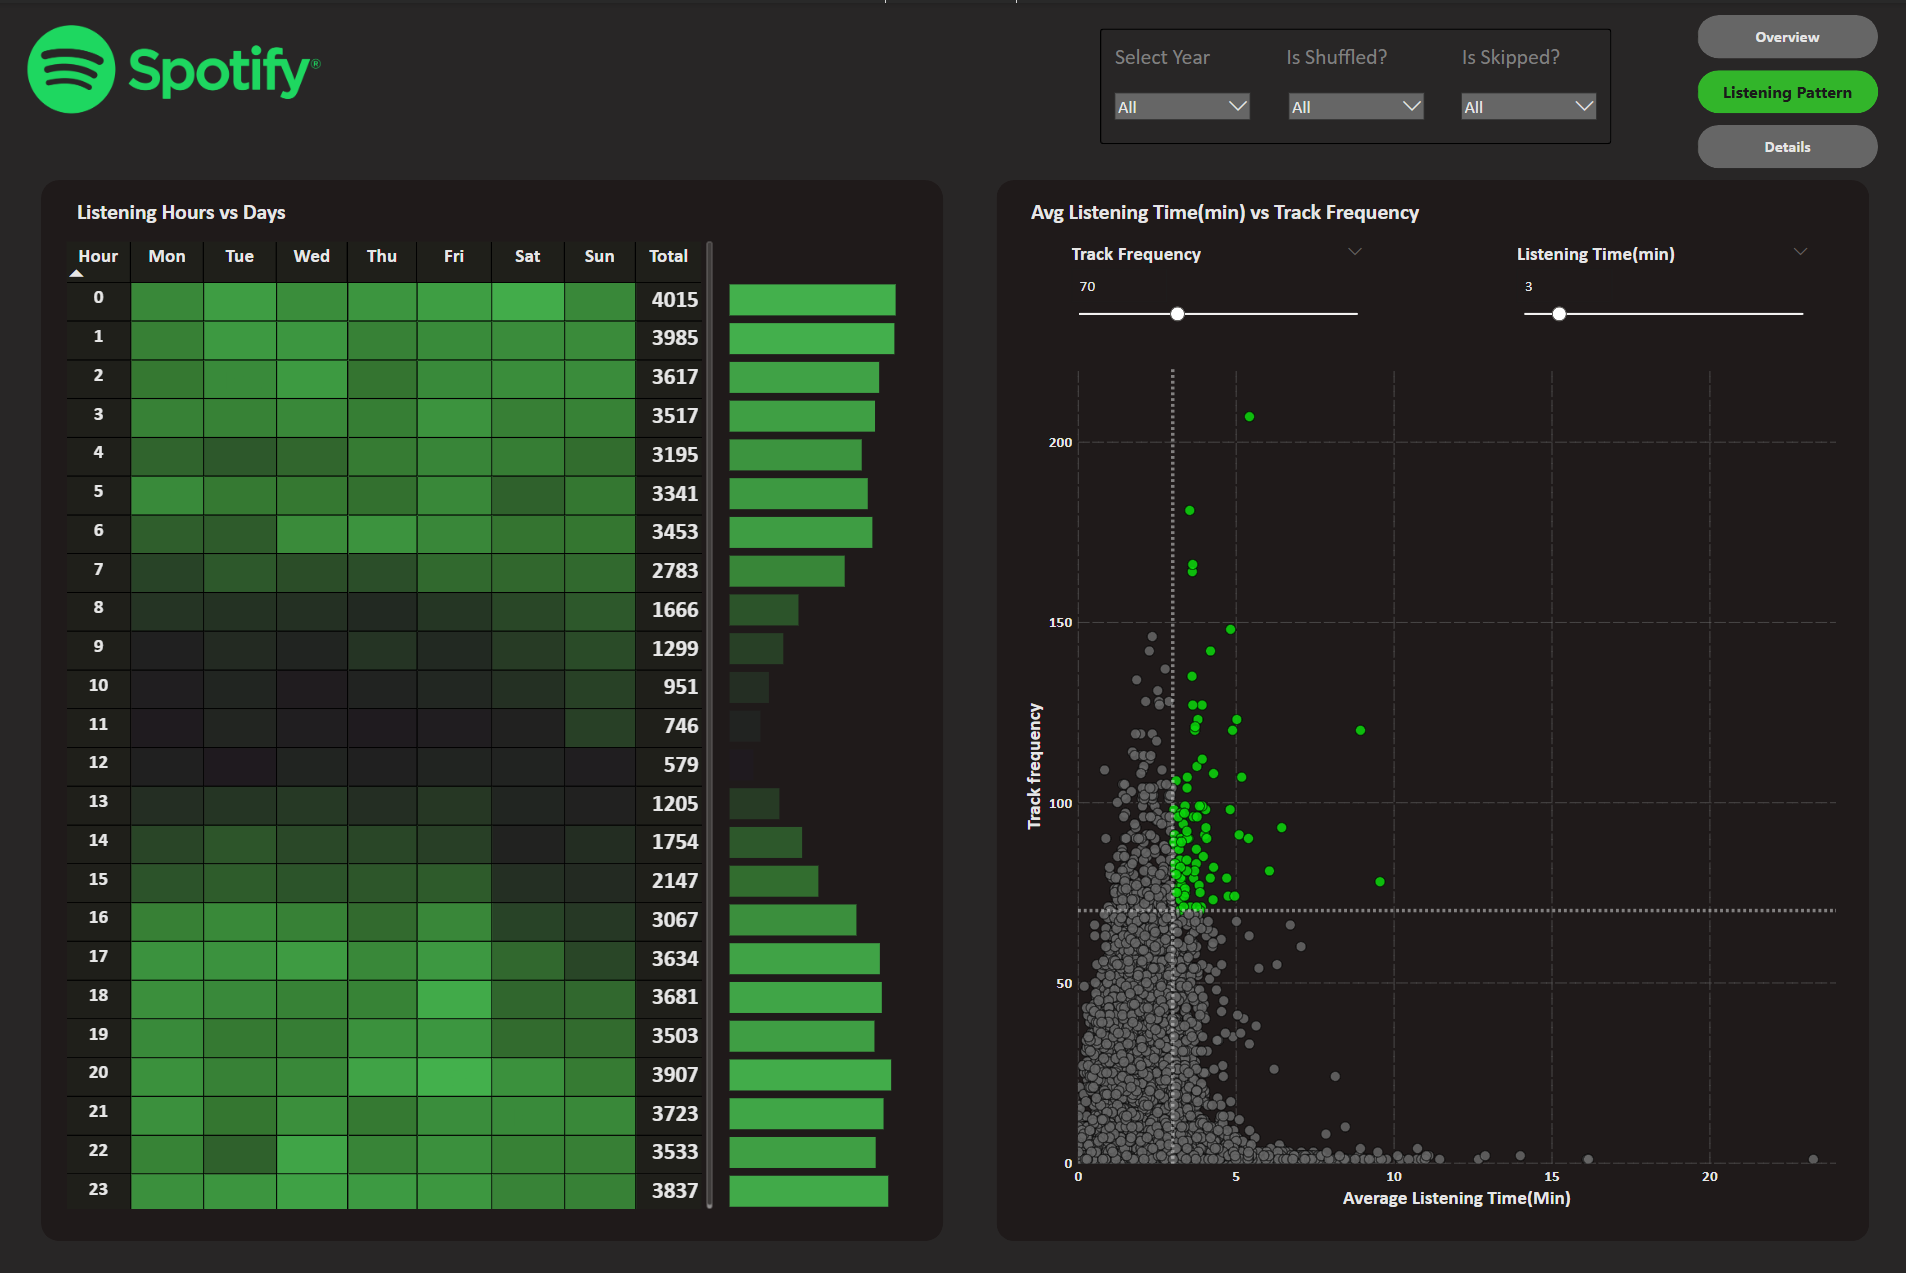 Spotify®
Select Year Is Shuffled? Is Skipped?
All All All
Overview
Listening Pattern
Details
Listening Hours vs Days
Hour Mon Tue Wed Thu Fri Sat Sun Total
0 4015
1 3985
2 3617
3 3517
4 3195
5 3341
6 3453
7 2783
8 1666
9 1299
10 951
11 746
12 579
13 1205
14 1754
15 2147
16 3067
17 3634
18 3681
19 3503
20 3907
21 3723
22 3533
23 3837
Avg Listening Time(min) vs Track Frequency
Track Frequency Listening Time(min)
70 3
Track frequency
200
150
100
50
0
0 5 10 15 20
Average Listening Time(Min)